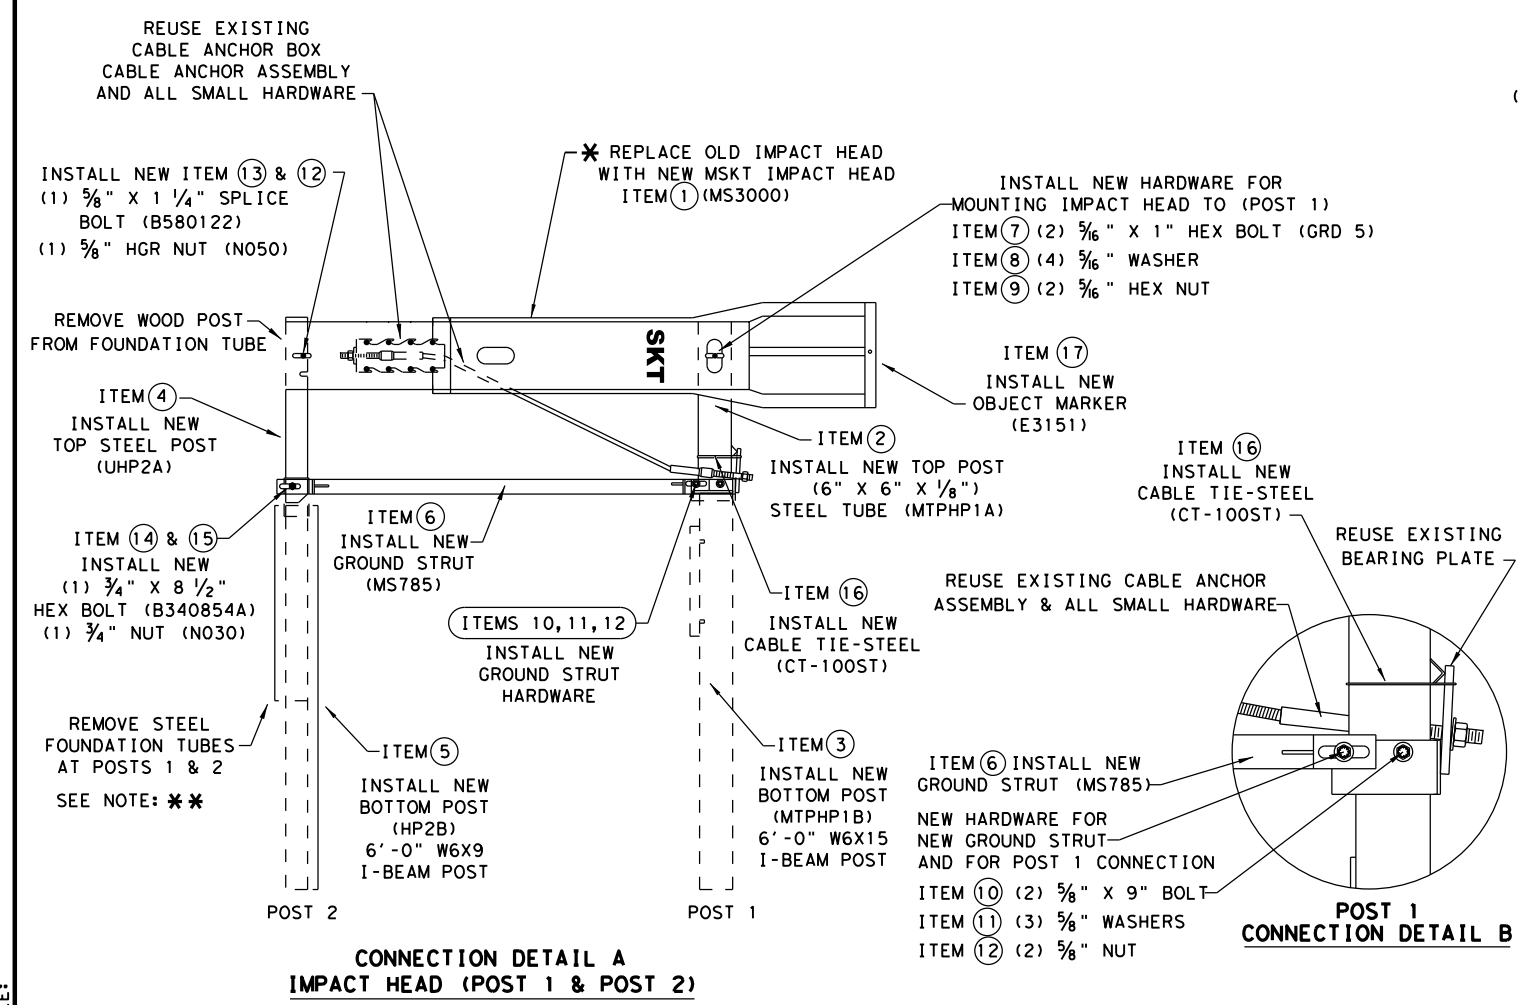 REUSE EXISTING
CABLE ANCHOR BOX
CABLE ANCHOR ASSEMBLY
AND ALL SMALL HARDWARE
INSTALL NEW ITEM 13 & 12
(1) 5/8" X 1 1/4" SPLICE
BOLT (B580122)
(1) 5/8" HGR NUT (N050)
* REPLACE OLD IMPACT HEAD
WITH NEW MSKT IMPACT HEAD
ITEM 1 (MS3000)
INSTALL NEW HARDWARE FOR
MOUNTING IMPACT HEAD TO (POST 1)
ITEM 7 (2) 5/16" X 1" HEX BOLT (GRD 5)
ITEM 8 (4) 5/16" WASHER
ITEM 9 (2) 5/16" HEX NUT
REMOVE WOOD POST
FROM FOUNDATION TUBE
SKT
ITEM 17
INSTALL NEW
OBJECT MARKER
(E3151)
ITEM 4
INSTALL NEW
TOP STEEL POST
(UHP2A)
ITEM 2
INSTALL NEW TOP POST
(6" X 6" X 1/8")
STEEL TUBE (MTPHP1A)
ITEM 16
INSTALL NEW
CABLE TIE-STEEL
(CT-100ST)
REUSE EXISTING
BEARING PLATE
ITEM 14 & 15
INSTALL NEW
(1) 3/4" X 8 1/2"
HEX BOLT (B340854A)
(1) 3/4" NUT (N030)
ITEM 6
INSTALL NEW
GROUND STRUT
(MS785)
ITEMS 10, 11, 12
INSTALL NEW
GROUND STRUT
HARDWARE
ITEM 16
INSTALL NEW
CABLE TIE-STEEL
(CT-100ST)
REUSE EXISTING CABLE ANCHOR
ASSEMBLY & ALL SMALL HARDWARE
REMOVE STEEL
FOUNDATION TUBES
AT POSTS 1 & 2
SEE NOTE: **
ITEM 5
INSTALL NEW
BOTTOM POST
(HP2B)
6'-0" W6X9
I-BEAM POST
ITEM 3
INSTALL NEW
BOTTOM POST
(MTPHP1B)
6'-0" W6X15
I-BEAM POST
ITEM 6 INSTALL NEW
GROUND STRUT (MS785)
NEW HARDWARE FOR
NEW GROUND STRUT
AND FOR POST 1 CONNECTION
ITEM 10 (2) 5/8" X 9" BOLT
ITEM 11 (3) 5/8" WASHERS
ITEM 12 (2) 5/8" NUT
POST 2
POST 1
POST 1
CONNECTION DETAIL B
CONNECTION DETAIL A
IMPACT HEAD (POST 1 & POST 2)